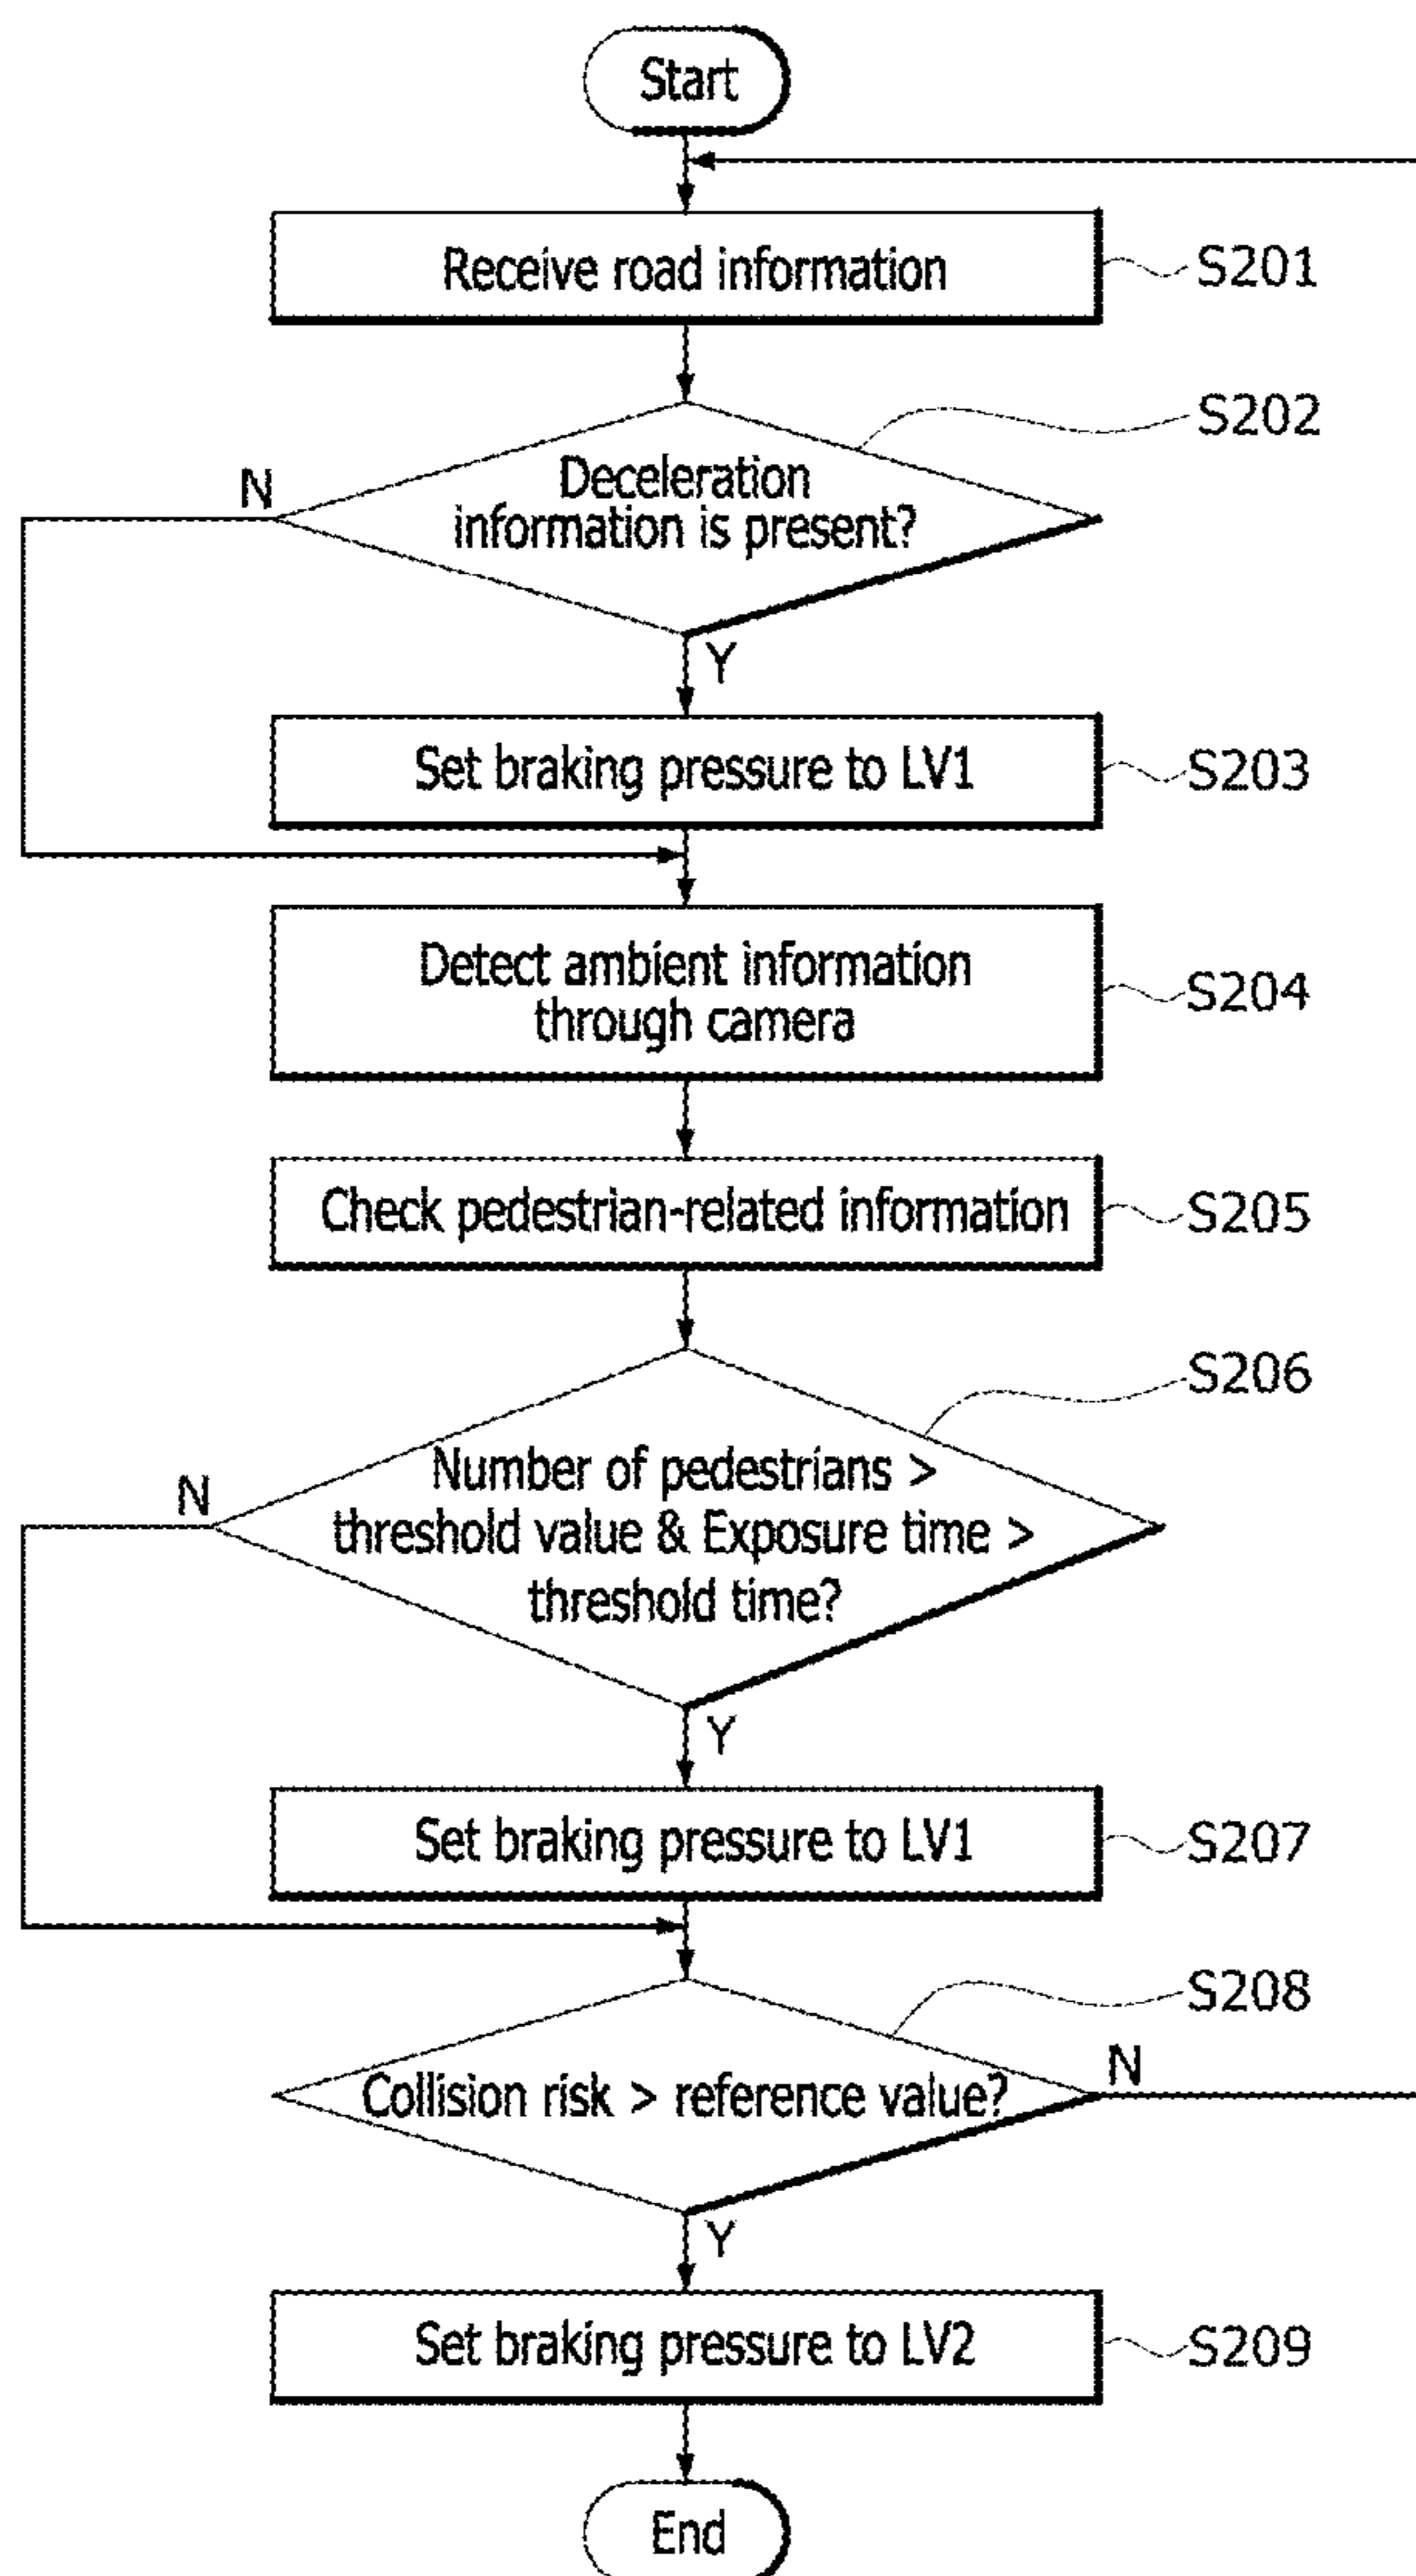 Start
Receive road information
S201
S202
N
Deceleration
information is present?
Y
Set braking pressure to LV1
S203
Detect ambient information
through camera
S204
Check pedestrian-related information
S205
S206
N
Number of pedestrians >
threshold value & Exposure time >
threshold time?
Y
Set braking pressure to LV1
S207
S208
N
Collision risk > reference value?
Y
Set braking pressure to LV2
S209
End